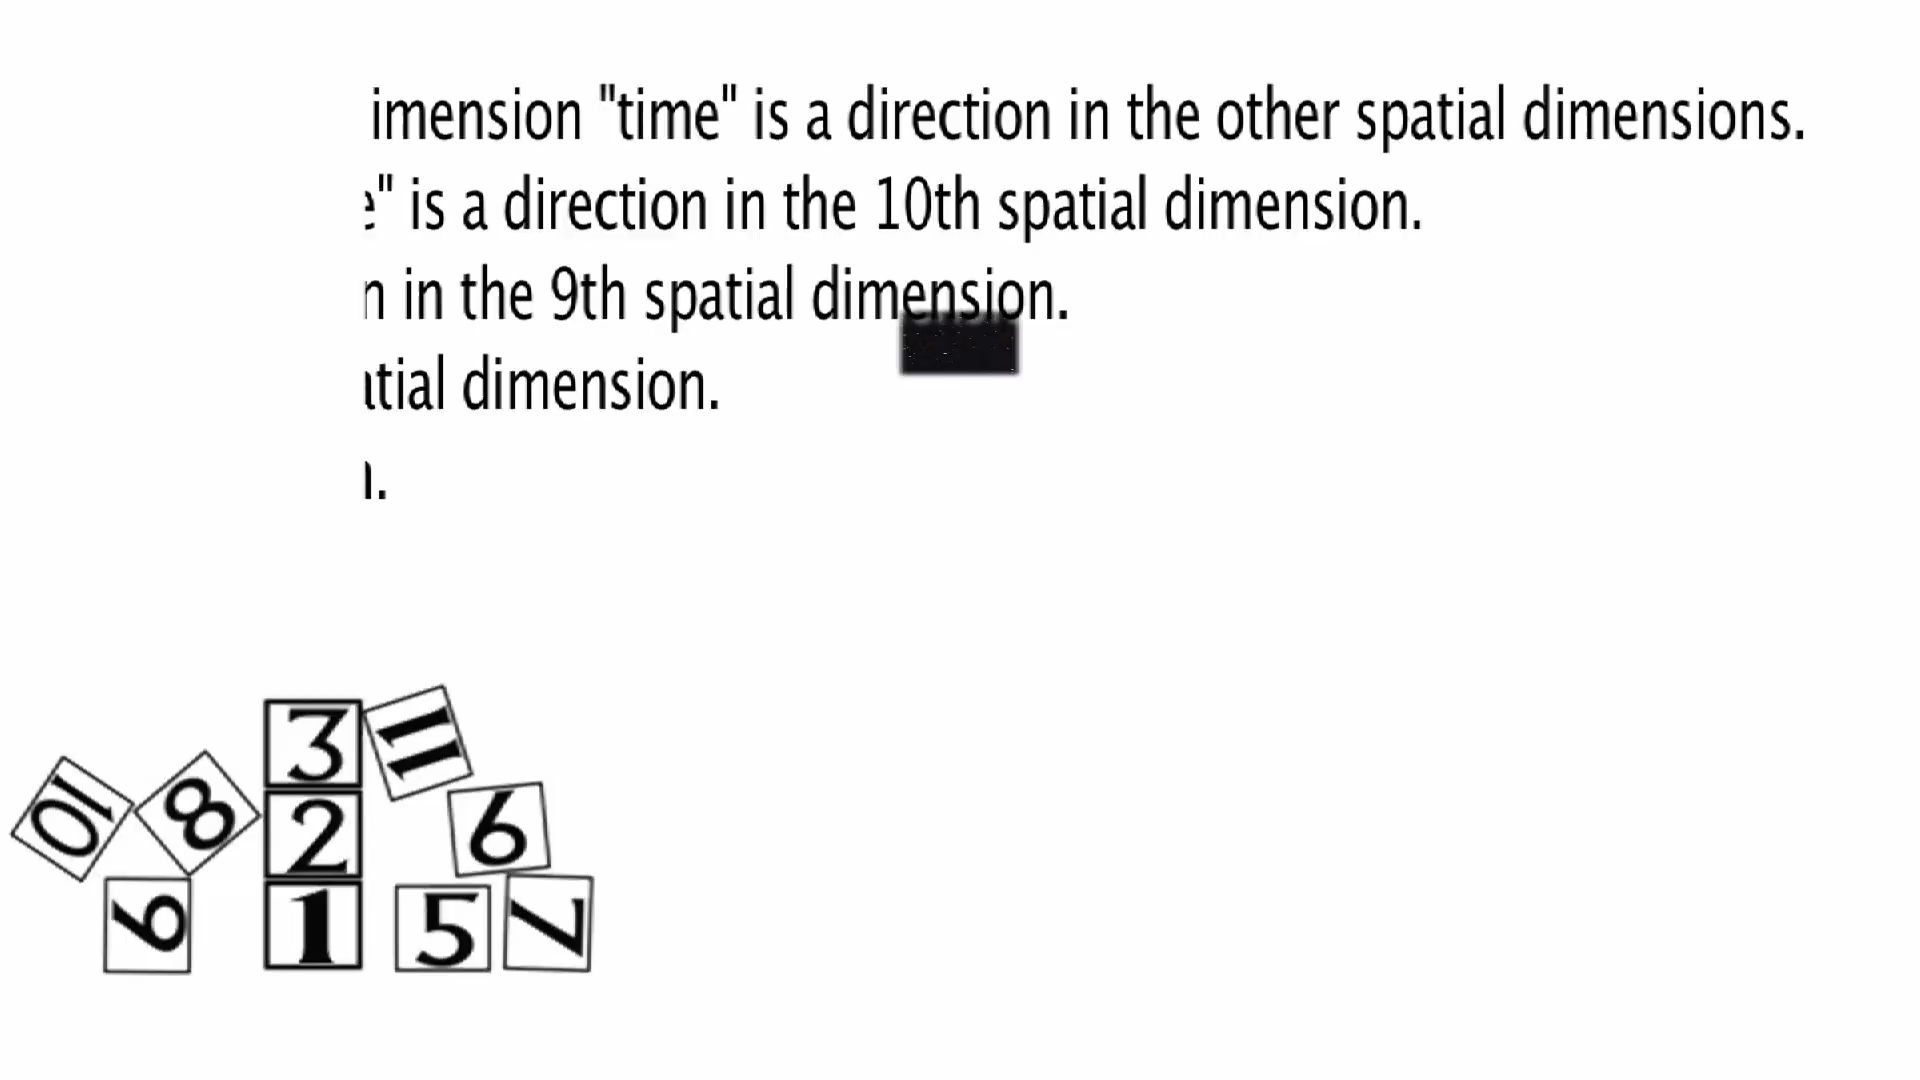 imension "time" is a direction in the other spatial dimensions.
e" is a direction in the 10th spatial dimension.
n in the 9th spatial dimension.
atial dimension.
n.
3
11
10
8
2
6
9
1
5
7